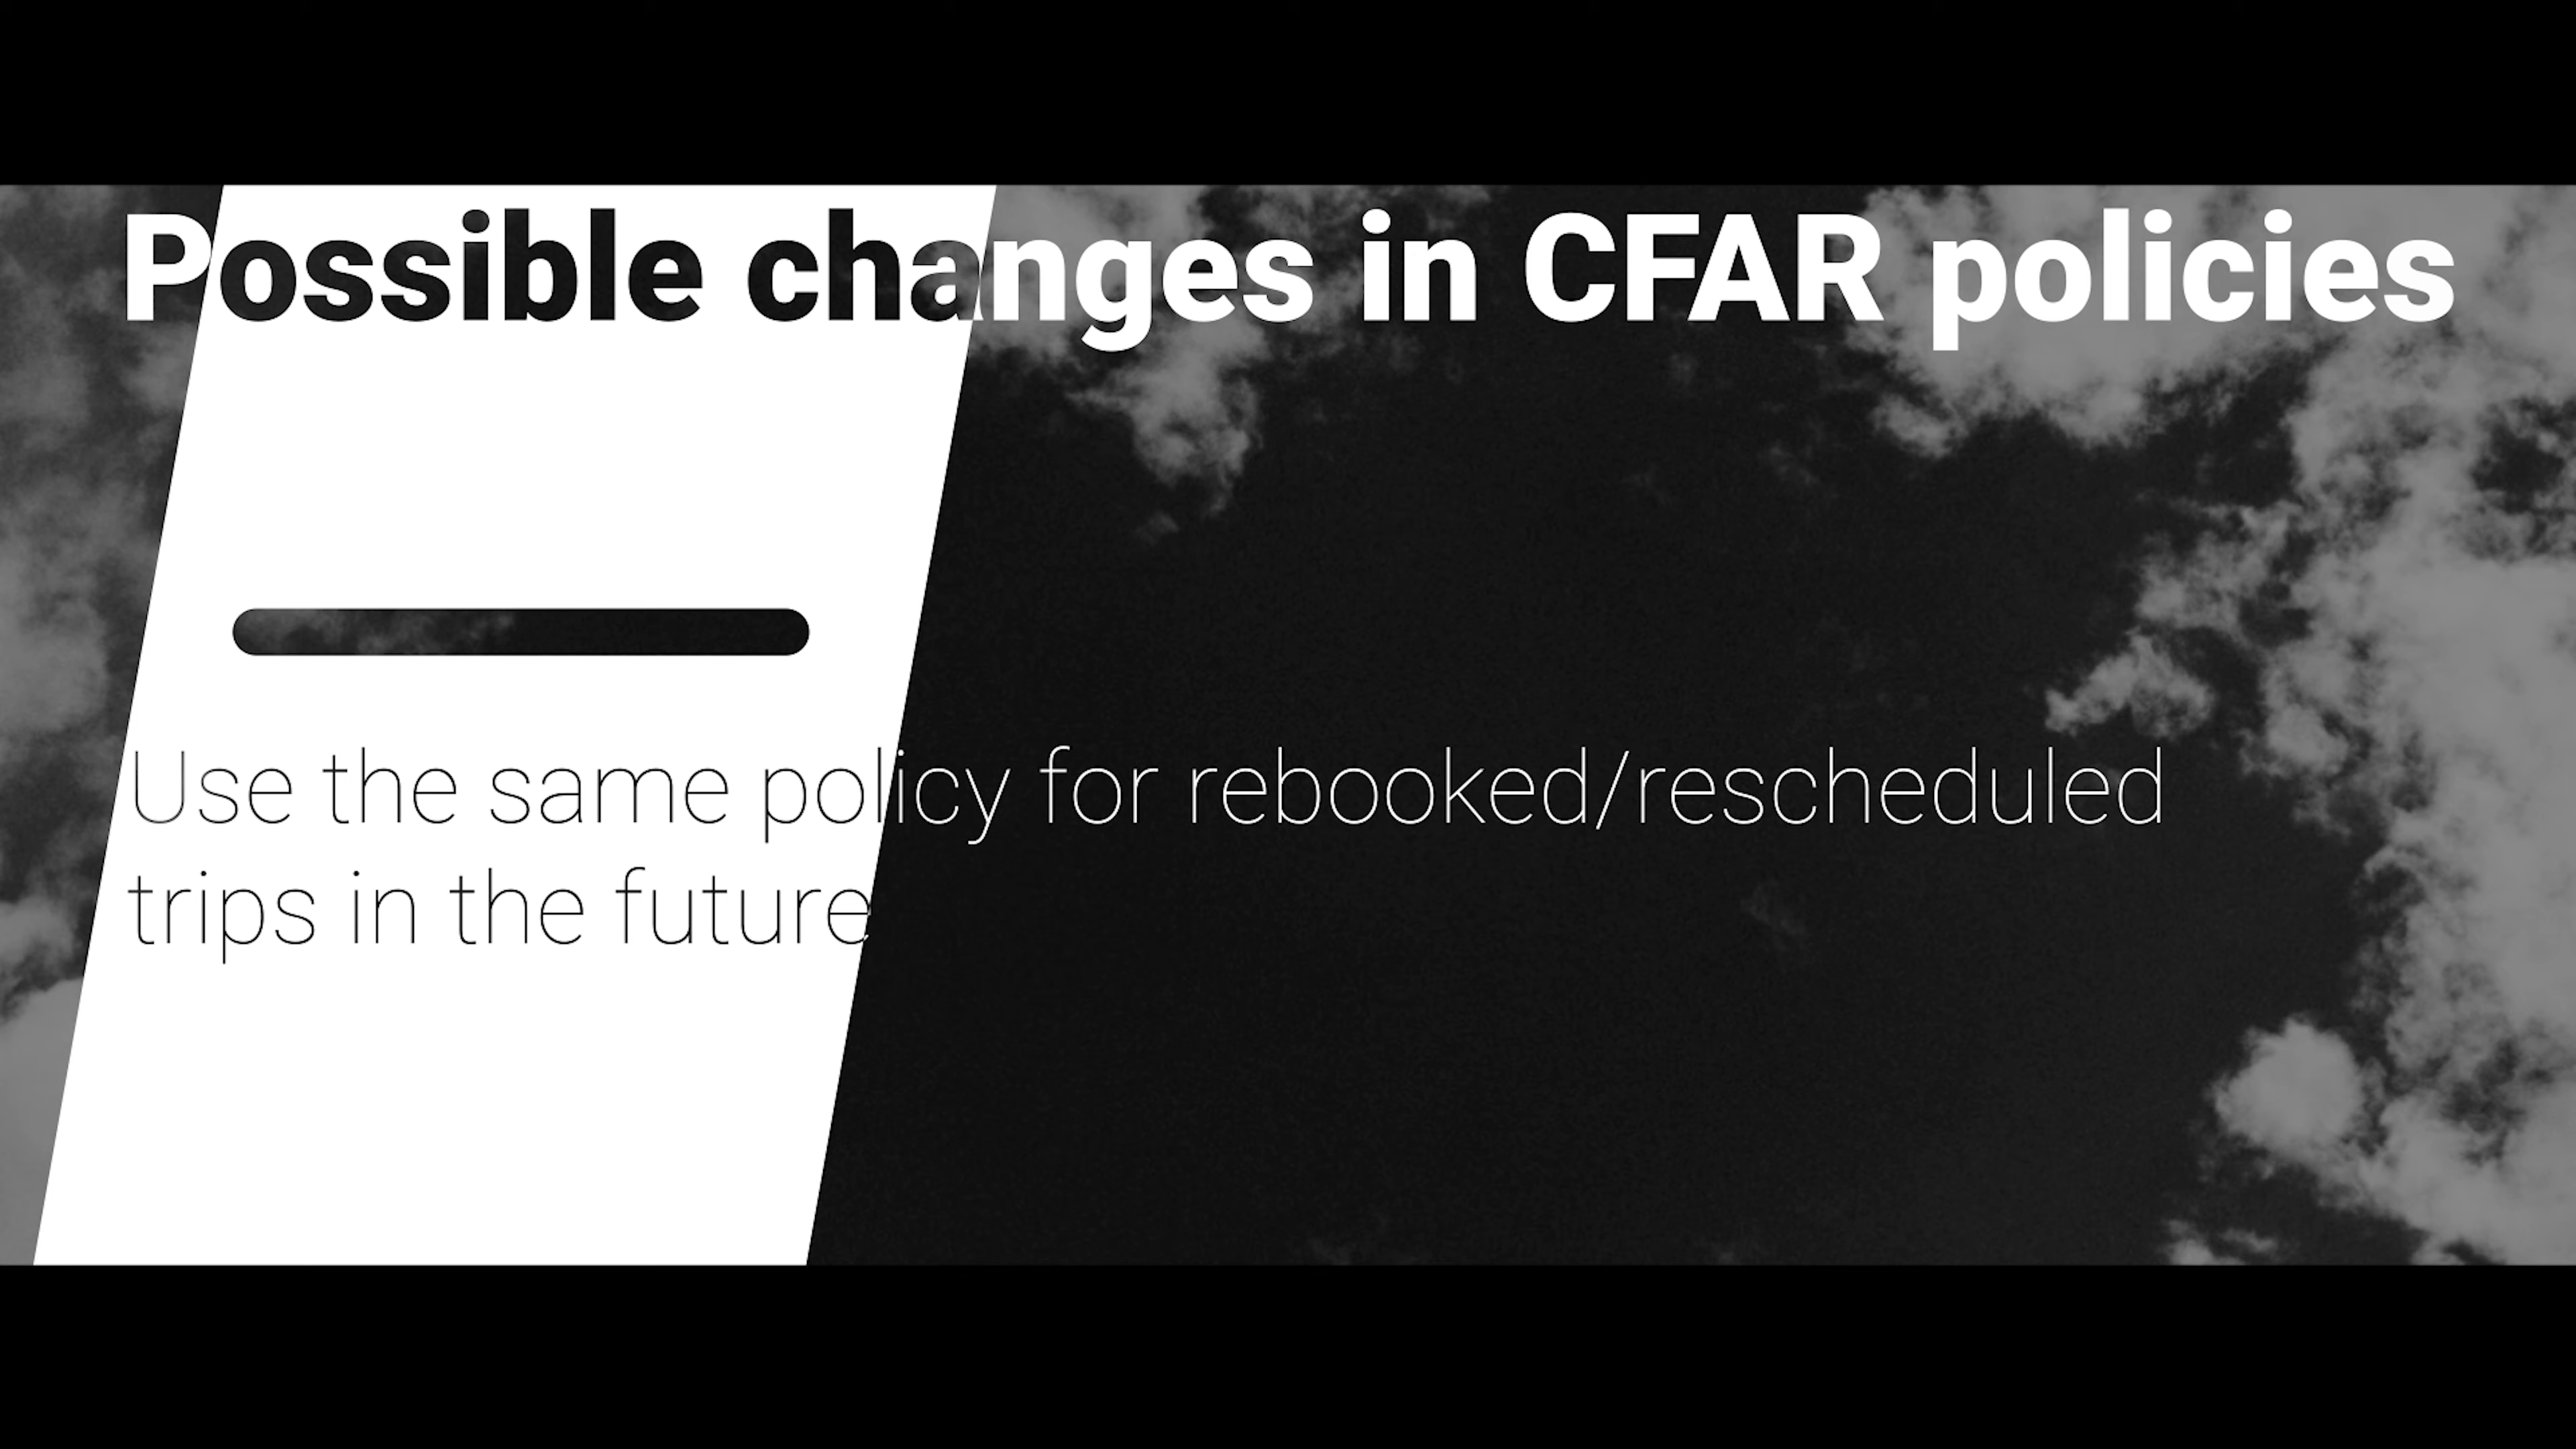 Possible changes in CFAR policies
Use the same policy for rebooked/rescheduled
trips in the future